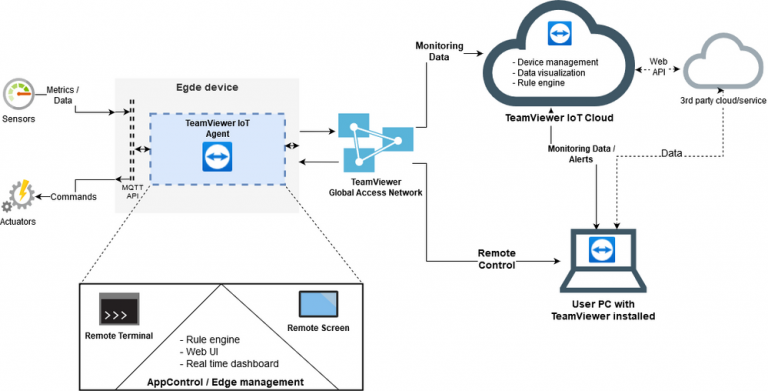 Egde device
Metrics /
Data
Sensors
TeamViewer IoT
Agent
MQTT
API
Commands
Actuators
TeamViewer
Global Access Network
Monitoring
Data
- Device management
- Data visualization
- Rule engine
TeamViewer IoT Cloud
Web
API
3rd party cloud/service
Monitoring Data /
Alerts
Data
Remote
Control
User PC with
TeamViewer installed
>>>
Remote Terminal
Remote Screen
- Rule engine
- Web UI
- Real time dashboard
AppControl / Edge management